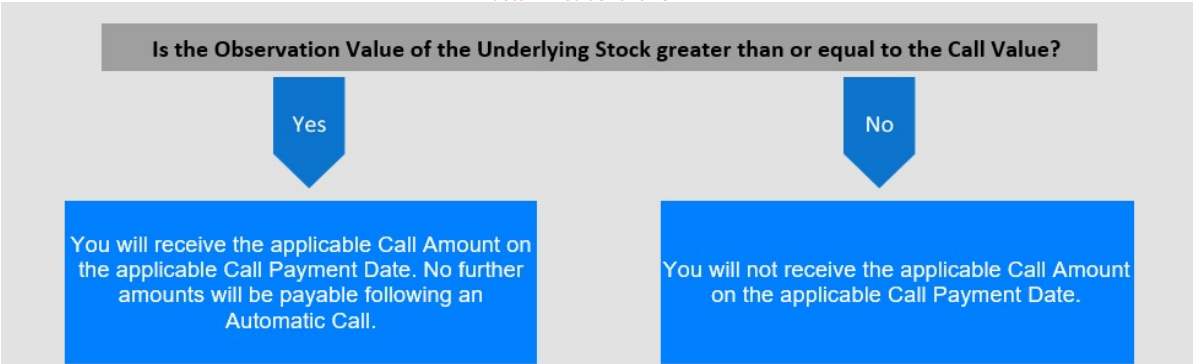 Is the Observation Value of the Underlying Stock greater than or equal to the Call Value?
Yes
No
You will receive the applicable Call Amount on
the applicable Call Payment Date. No further
amounts will be payable following an
Automatic Call.
You will not receive the applicable Call Amount
on the applicable Call Payment Date.